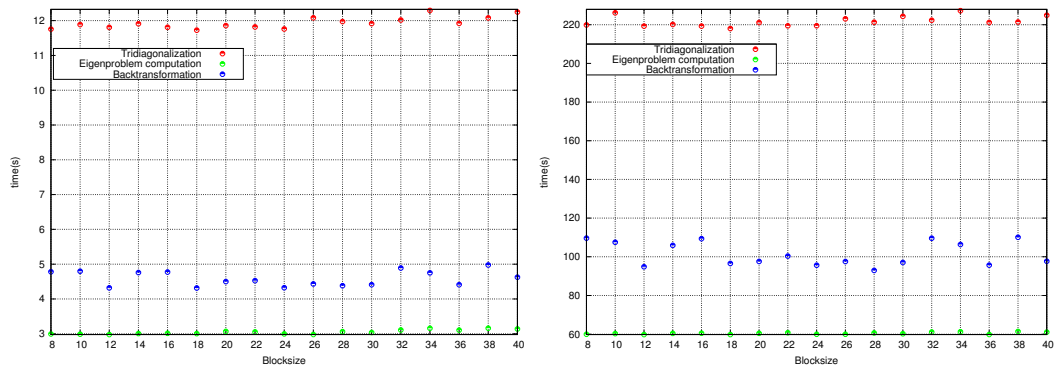 12
11
10
9
8
7
6
5
4
3
time(s)
Tridiagonalization
Eigenproblem computation
Backtransformation
8 10 12 14 16 18 20 22 24 26 28 30 32 34 36 38 40
Blocksize
220
200
180
160
140
120
100
80
60
time(s)
Tridiagonalization
Eigenproblem computation
Backtransformation
8 10 12 14 16 18 20 22 24 26 28 30 32 34 36 38 40
Blocksize